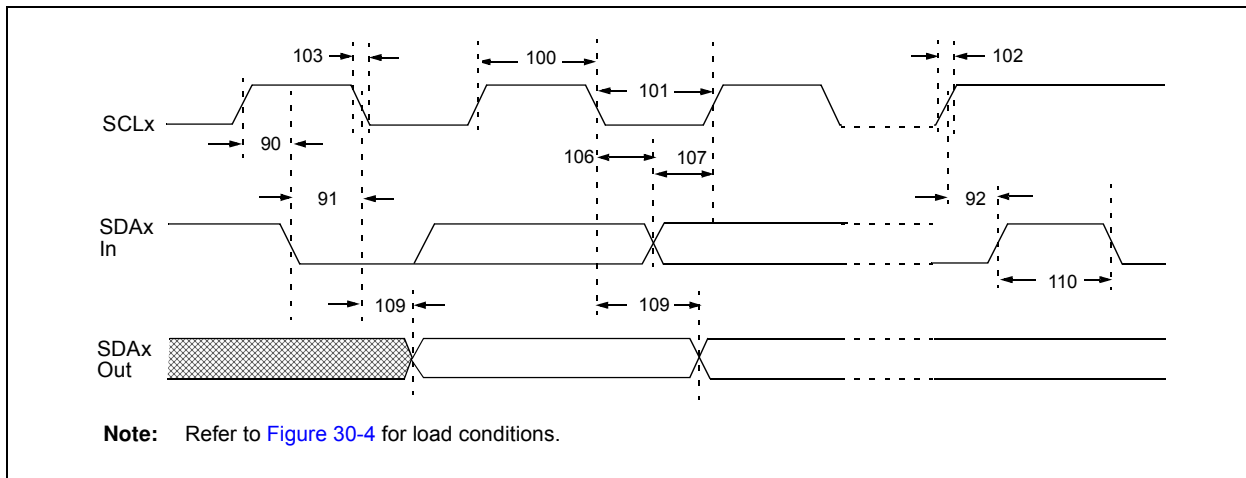 103
100
102
101
SCLx
90
106
107
91
92
SDAx
In
110
109
109
SDAx
Out
Note: Refer to Figure 30-4 for load conditions.